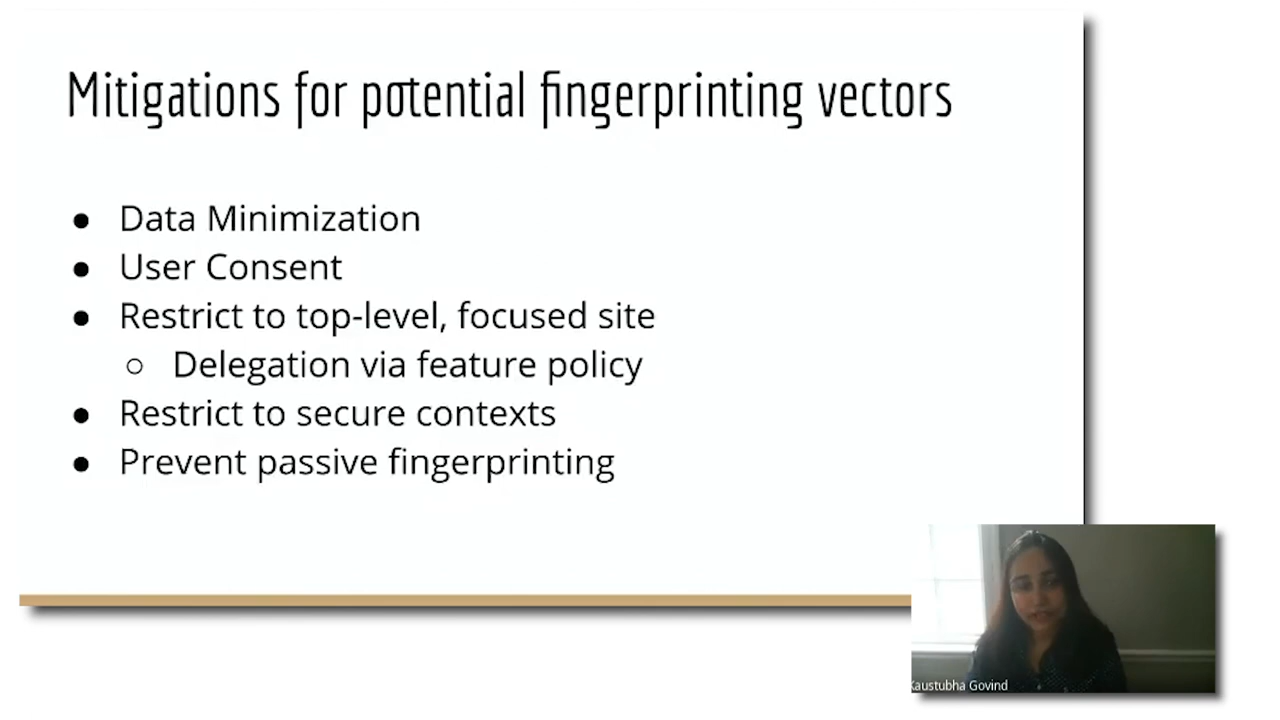 Mitigations for potential fingerprinting vectors
● Data Minimization
● User Consent
● Restrict to top-level, focused site
○ Delegation via feature policy
● Restrict to secure contexts
● Prevent passive fingerprinting
Kaustubha Govind